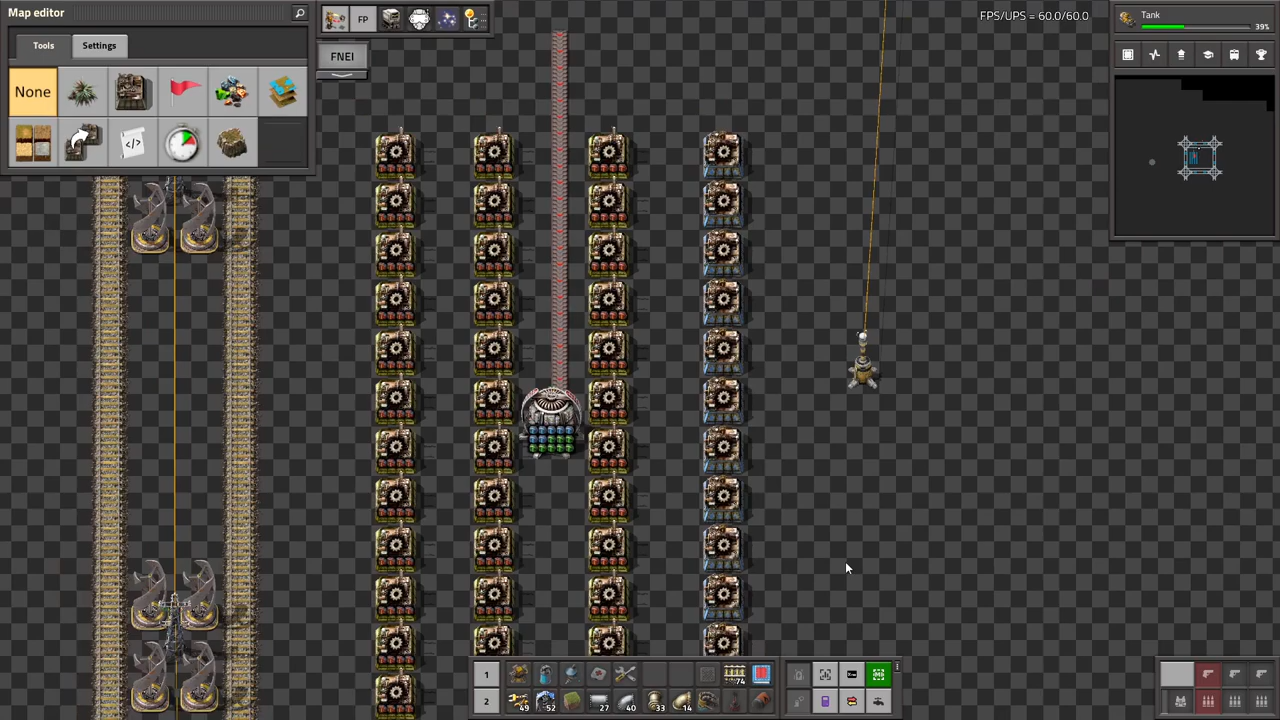 Map editor
FP
FPS/UPS = 60.0/60.0
Tank
39%
Tools
Settings
FNEI
None
</>
1
74
2
49
52
27
40
33
14